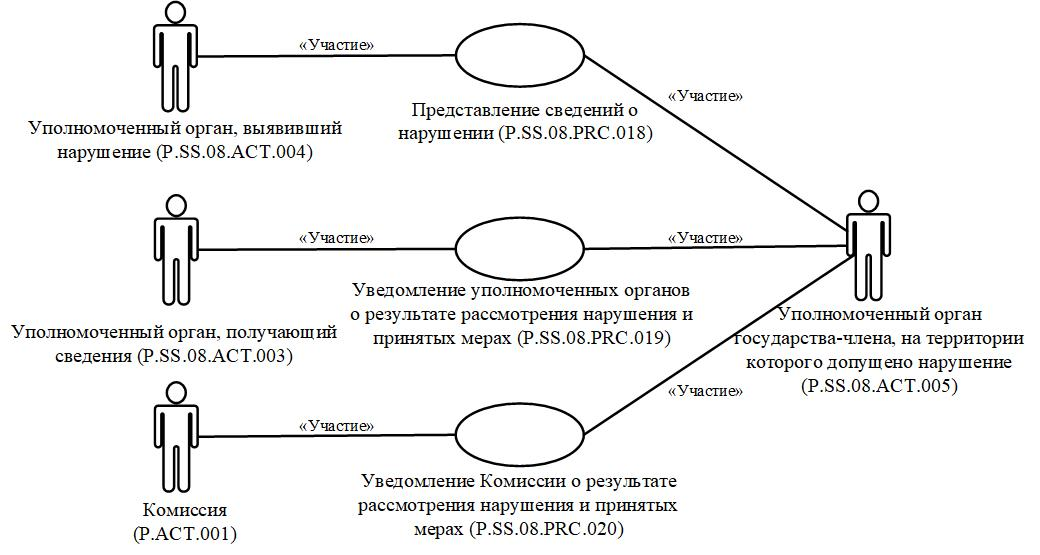 «Участие»
«Участие»
Уполномоченный орган, выявивший
нарушение (P.SS.08.ACT.004)
Представление сведений о
нарушении (P.SS.08.PRC.018)
«Участие»
«Участие»
Уполномоченный орган, получающий
сведения (P.SS.08.ACT.003)
Уведомление уполномоченных органов
о результате рассмотрения нарушения и
принятых мерах (P.SS.08.PRC.019)
Уполномоченный орган
государства-члена, на территории
которого допущено нарушение
(P.SS.08.ACT.005)
«Участие»
«Участие»
Комиссия
(P.ACT.001)
Уведомление Комиссии о результате
рассмотрения нарушения и принятых
мерах (P.SS.08.PRC.020)